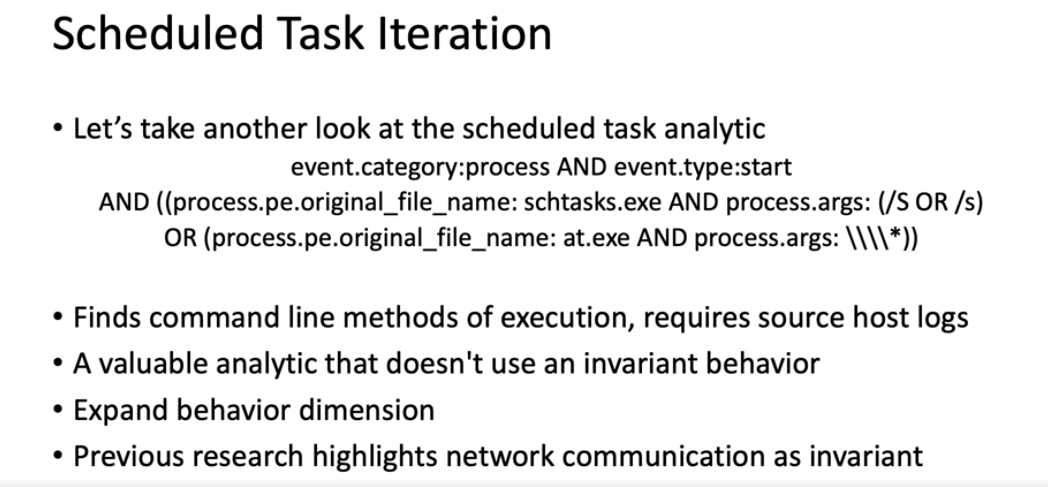 Scheduled Task Iteration
• Let’s take another look at the scheduled task analytic
event.category:process AND event.type:start
AND ((process.pe.original_file_name: schtasks.exe AND process.args: (/S OR /s)
OR (process.pe.original_file_name: at.exe AND process.args: \\\\*))
• Finds command line methods of execution, requires source host logs
• A valuable analytic that doesn't use an invariant behavior
• Expand behavior dimension
• Previous research highlights network communication as invariant